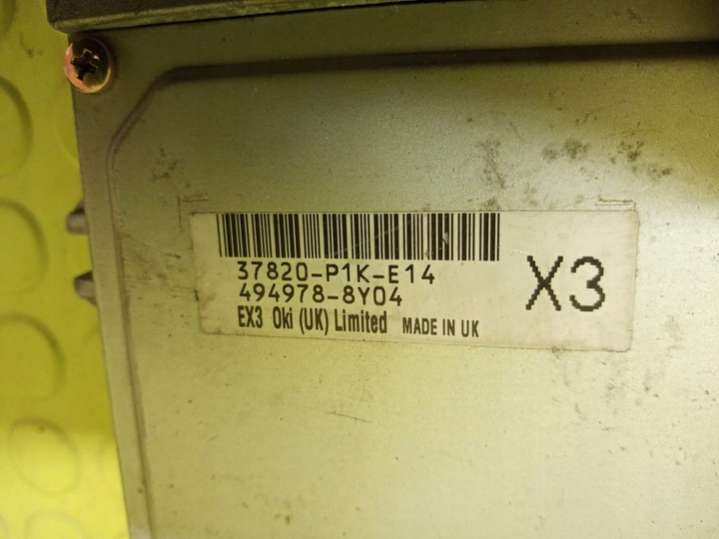 37820-P1K-E14
494978-8Y04
EX3 Oki (UK) Limited MADE IN UK
X3